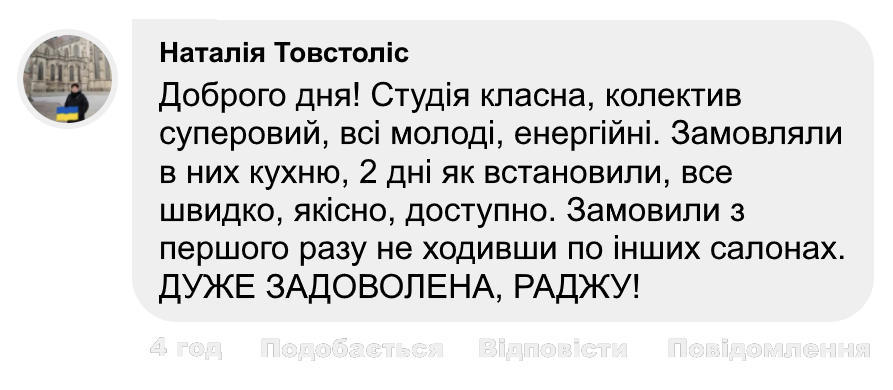 Наталія Товстоліс
Доброго дня! Студія класна, колектив
суперовий, всі молоді, енергійні. Замовляли
в них кухню, 2 дні як встановили, все
швидко, якісно, доступно. Замовили з
першого разу не ходивши по інших салонах.
ДУЖЕ ЗАДОВОЛЕНА, РАДЖУ!
4 год Подобається Відповісти Повідомлення